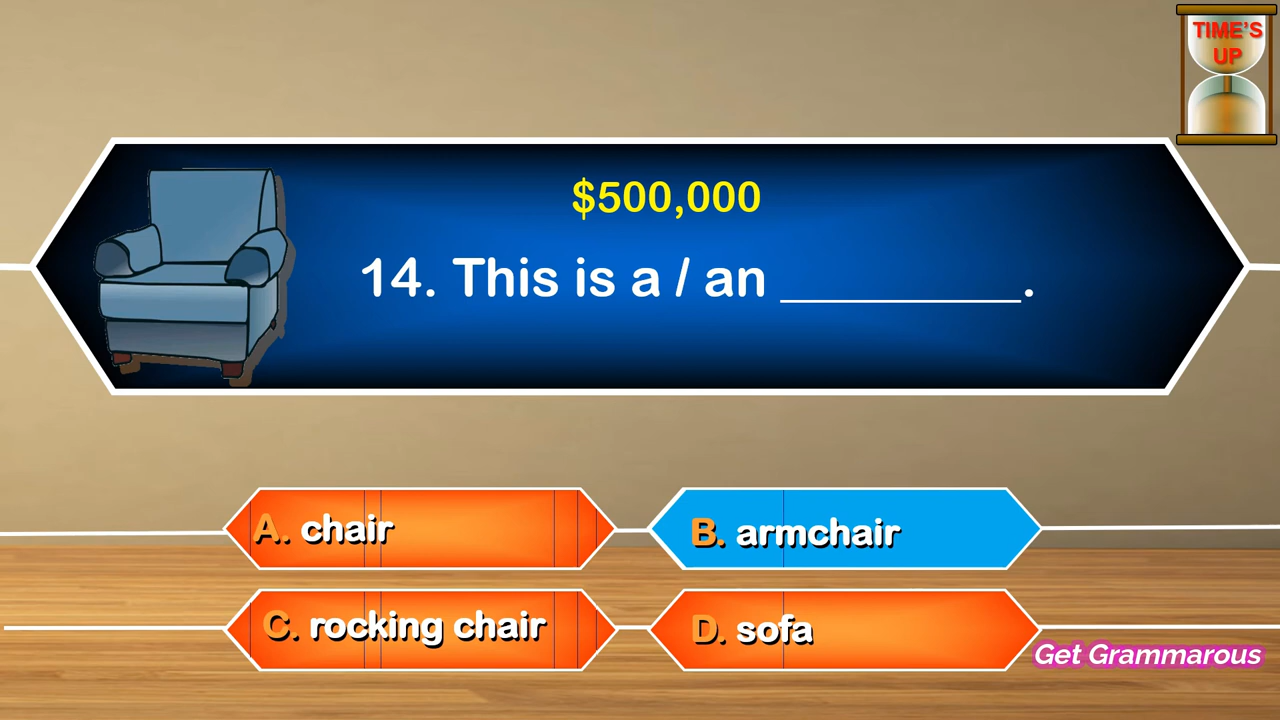 TIME'S
UP
$500,000
14. This is a / an _________.
A. chair
B. armchair
C. rocking chair
D. sofa
Get Grammarous